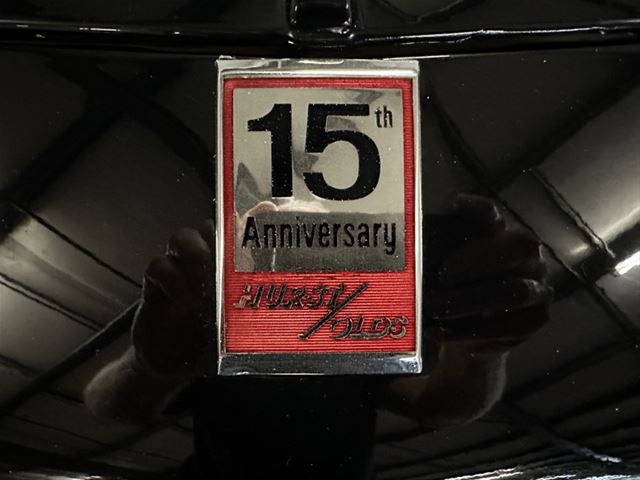 15th
Anniversary
HURST/
OLDS